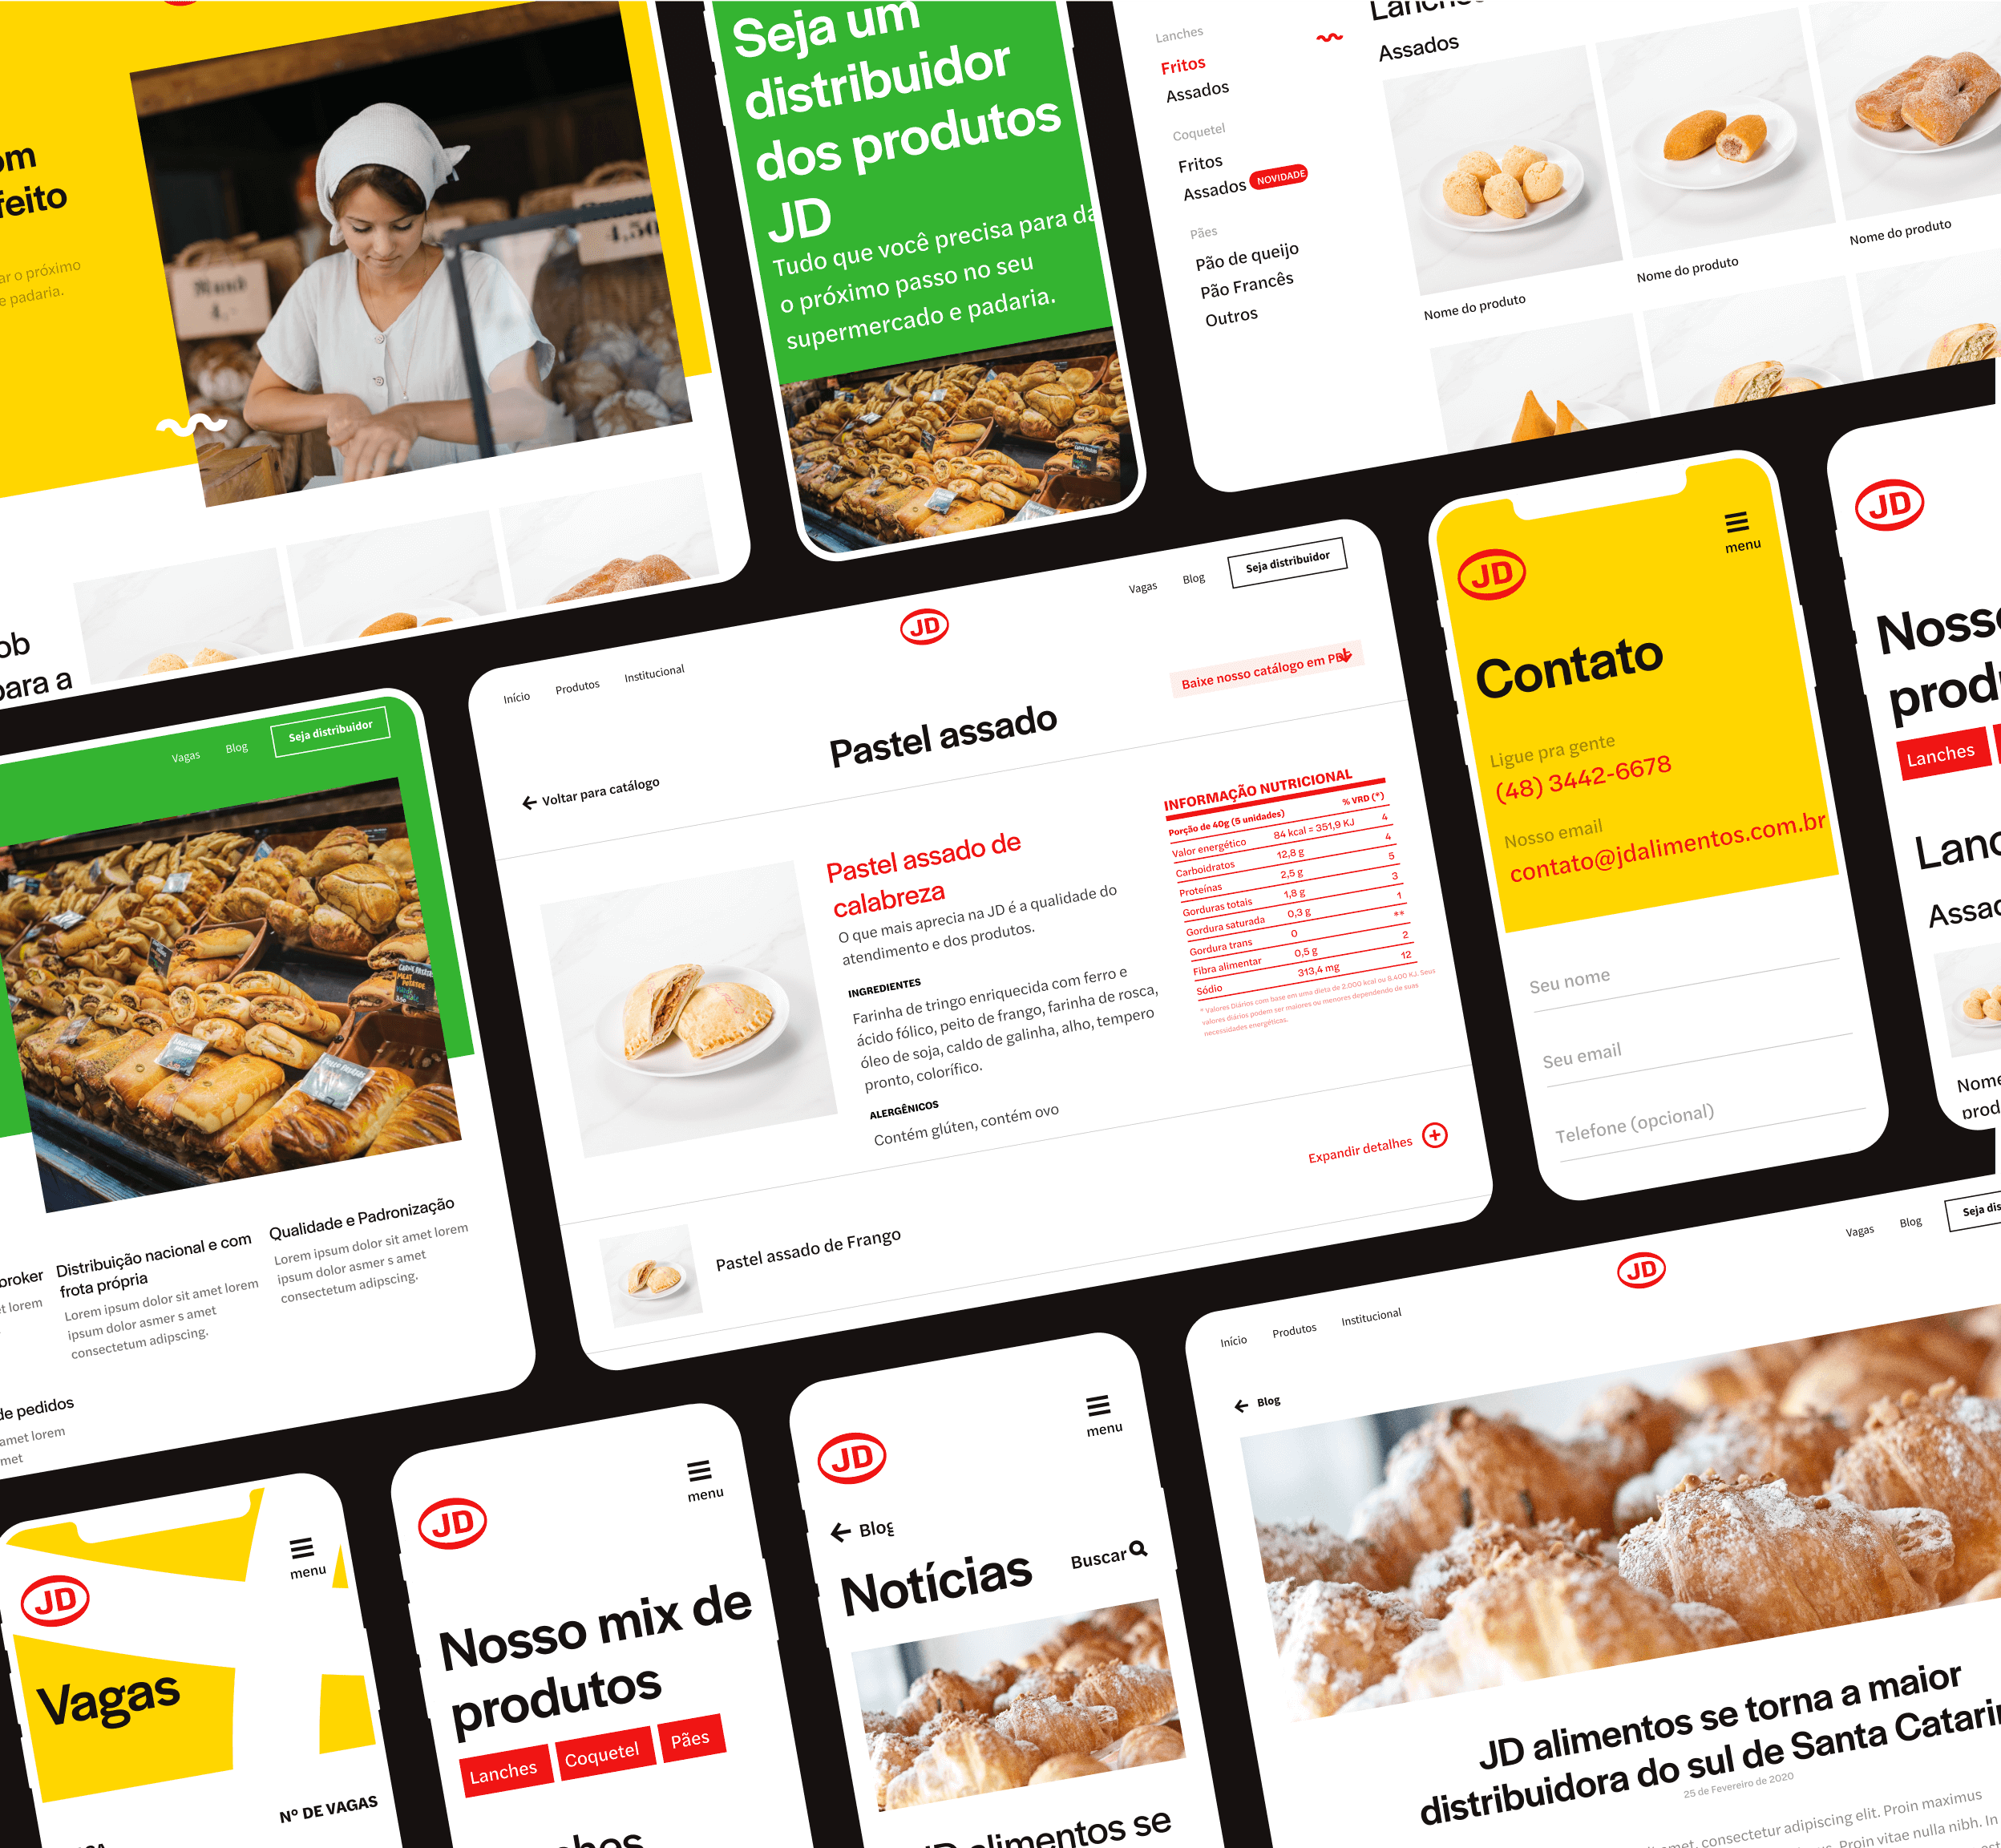 feito
ar o próximo
e padaria.
4,50
ob
para a
Seja um
distribuidor
dos produtos
JD
Tudo que você precisa para da
o próximo passo no seu
supermercado e padaria.
Lanches
Fritos
Assados
Coquetel
Fritos
Assados NOVIDADE
Pães
Pão de queijo
Pão Francês
Outros
Assados
Nome do produto
Nome do produto
Nome do produto
Vagas Blog Seja distribuidor
broker
Distribuição nacional e com
frota própria
Lorem ipsum dolor sit amet lorem
ipsum dolor asmer s amet
consectetum adipscing.
Qualidade e Padronização
Lorem ipsum dolor sit amet lorem
ipsum dolor asmer s amet
consectetum adipscing.
de pedidos
amet lorem
met
Início Produtos Institucional
JD
Vagas Blog Seja distribuidor
Baixe nosso catálogo em PDF
Pastel assado
Voltar para catálogo
Pastel assado de
calabreza
O que mais aprecia na JD é a qualidade do
atendimento e dos produtos.
INGREDIENTES
Farinha de tringo enriquecida com ferro e
ácido fólico, peito de frango, farinha de rosca,
óleo de soja, caldo de galinha, alho, tempero
pronto, colorífico.
ALERGÊNICOS
Contém glúten, contém ovo
INFORMAÇÃO NUTRICIONAL
Porção de 40g (5 unidades) % VRD (*)
Valor energético 84 kcal = 351,9 KJ 4
Carboidratos 12,8 g 4
Proteínas 2,5 g 5
Gorduras totais 1,8 g 3
Gordura saturada 0,3 g 1
Gordura trans 0 **
Fibra alimentar 0,5 g 2
Sódio 313,4 mg 12
* Valores Diários com base em uma dieta de 2.000 kcal ou 8.400 KJ. Seus
valores diários podem ser maiores ou menores dependendo de suas
necessidades energéticas.
Expandir detalhes
Pastel assado de Frango
JD
menu
Contato
Ligue pra gente
(48) 3442-6678
Nosso email
contato@jdalimentos.com.br
Seu nome
Seu email
Telefone (opcional)
JD
Nosso
produ
Lanches
Lanc
Assad
Nome
prod
JD
menu
Vagas
Nº DE VAGAS
JD
menu
Nosso mix de
produtos
Lanches Coquetel Pães
JD
menu
Blog
Notícias
Buscar
JD alimentos se
Início Produtos Institucional
JD
Vagas Blog Seja dis
Blog
JD alimentos se torna a maior
distribuidora do sul de Santa Catarin
25 de Fevereiro de 2020
amet, consectetur adipiscing elit. Proin maximus
Proin vitae nulla nibh. In